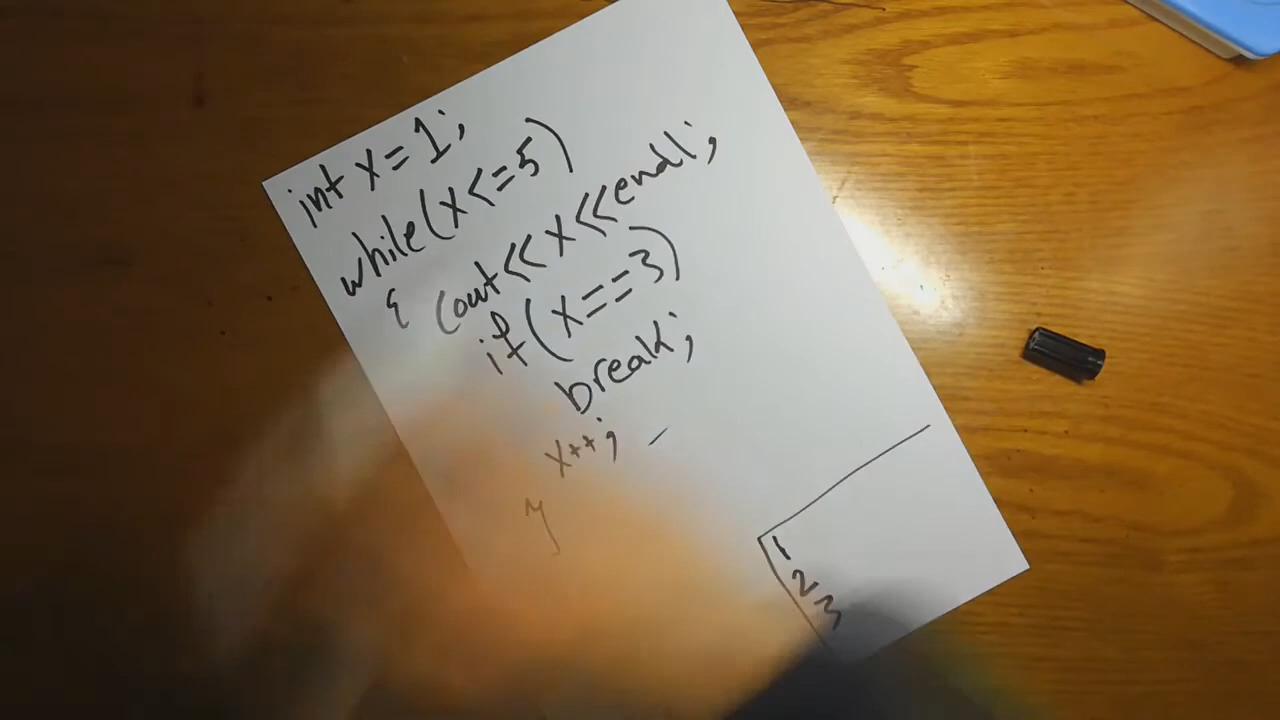 int x = 1;
while(x<=5)
{ cout<<x<<endl;
if(x==3)
break;
x++;
}
1
2
3